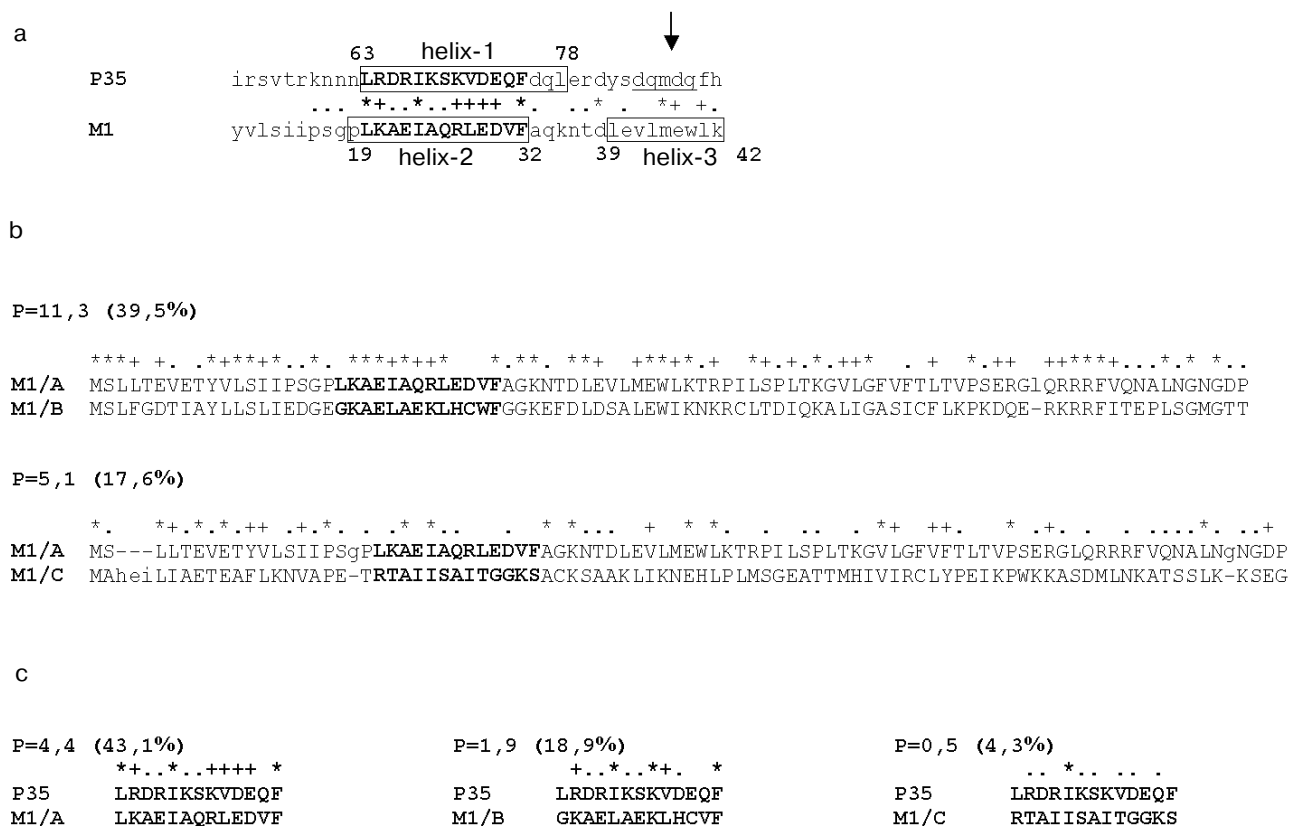 a
63 helix-1 78
P35 irsvtrknnnLRDRIKSKVDEQFdqlerdysdqmdqfh
... *+..*..++++ *. ..* . *+ +.
M1 yvlsiipsgpLKAEIAQRLEDVFaqkntdlevlmewlk
19 helix-2 32 39 helix-3 42
b
P=11,3 (39,5%)
***+ +. .*+**+*..*. ***+*++* .*.++ .**+ +**+*. .*+..*.++* + .++ .+ .++***+...*.*.* ..
M1/A MSLLTEVETYVLSIIPSGPLKAEIAQRLEDVFAGKNTDLEVLMEWLKTRPILSPLTKGVLGFVFTLTVPSERGlQRRRFVQNALNGNGDP
M1/B MSLFGDTIAYLLSLIEDGEGKAELAEKLHCWFGGKEFDLDSALEWIKNKRCLTDIQKALIGASICFLKPKDQE-RKRRFITEPLSGMGTT
P=5,1 (17,6%)
*. *+.*.*++ .+.*. . ..* *.. . *.*... + *.*. .. . . . *+ ++ *. +. . . . ...* . . +
M1/A MS---LLTEVETYVLSIIPSgPLKAEIAQRLEDVFAGKNTDLEVLMEWLKTRPILSPLTKGVLGFVFTLTVPSERGLQRRRFVQNALNgNGDP
M1/C MAheiLIAETEAFLKNVAPE-TRTAIISAITGGKSACKSAAKLIKNEHLPLMSGEATTMHIVIRCLYPEIKPWKKASDMLNKATSSLK-KSEG
c
P=4,4 (43,1%) P=1,9 (18,9%) P=0,5 (4,3%)
*+..*..++++ * +..*..*+. * ..*... .. .
P35 LRDRIKSKVDEQF P35 LRDRIKSKVDEQF P35 LRDRIKSKVDEQF
M1/A LKAEIAQRLEDVF M1/B GKAELAEKLHCVF M1/C RTAIISAITGGKS